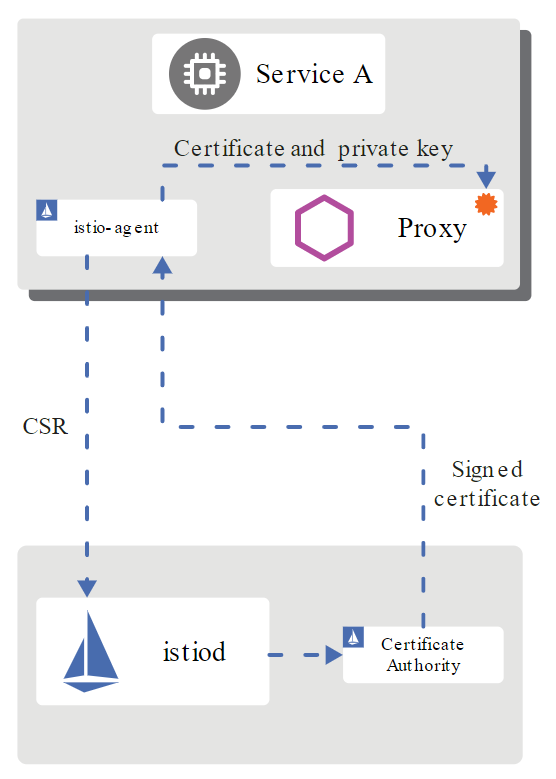 Service A
Certificate and private key
istio-agent
Proxy
CSR
Signed
certificate
istiod
Certificate
Authority